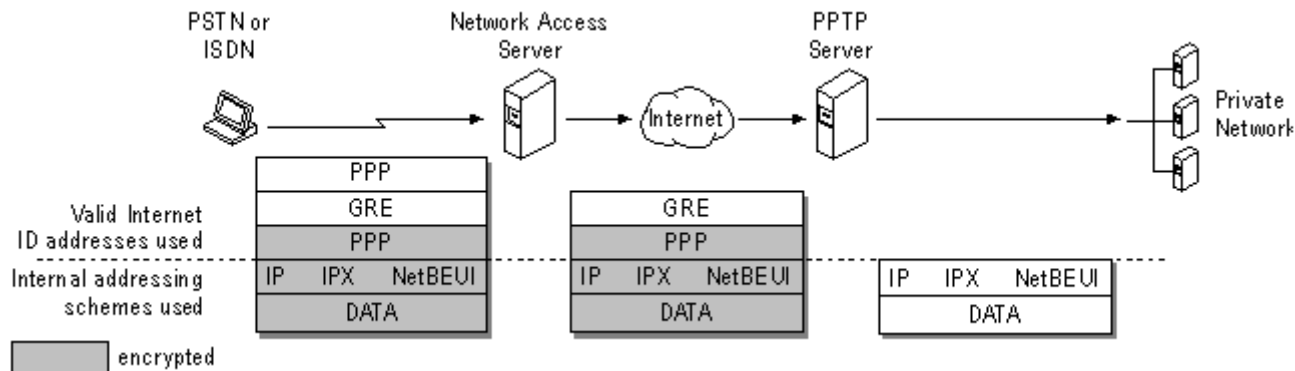 PSTN or
ISDN
Network Access
Server
PPTP
Server
Internet
Private
Network
PPP
GRE
PPP
IP IPX NetBEUI
DATA
GRE
PPP
IP IPX NetBEUI
DATA
IP IPX NetBEUI
DATA
Valid Internet
ID addresses used
Internal addressing
schemes used
encrypted